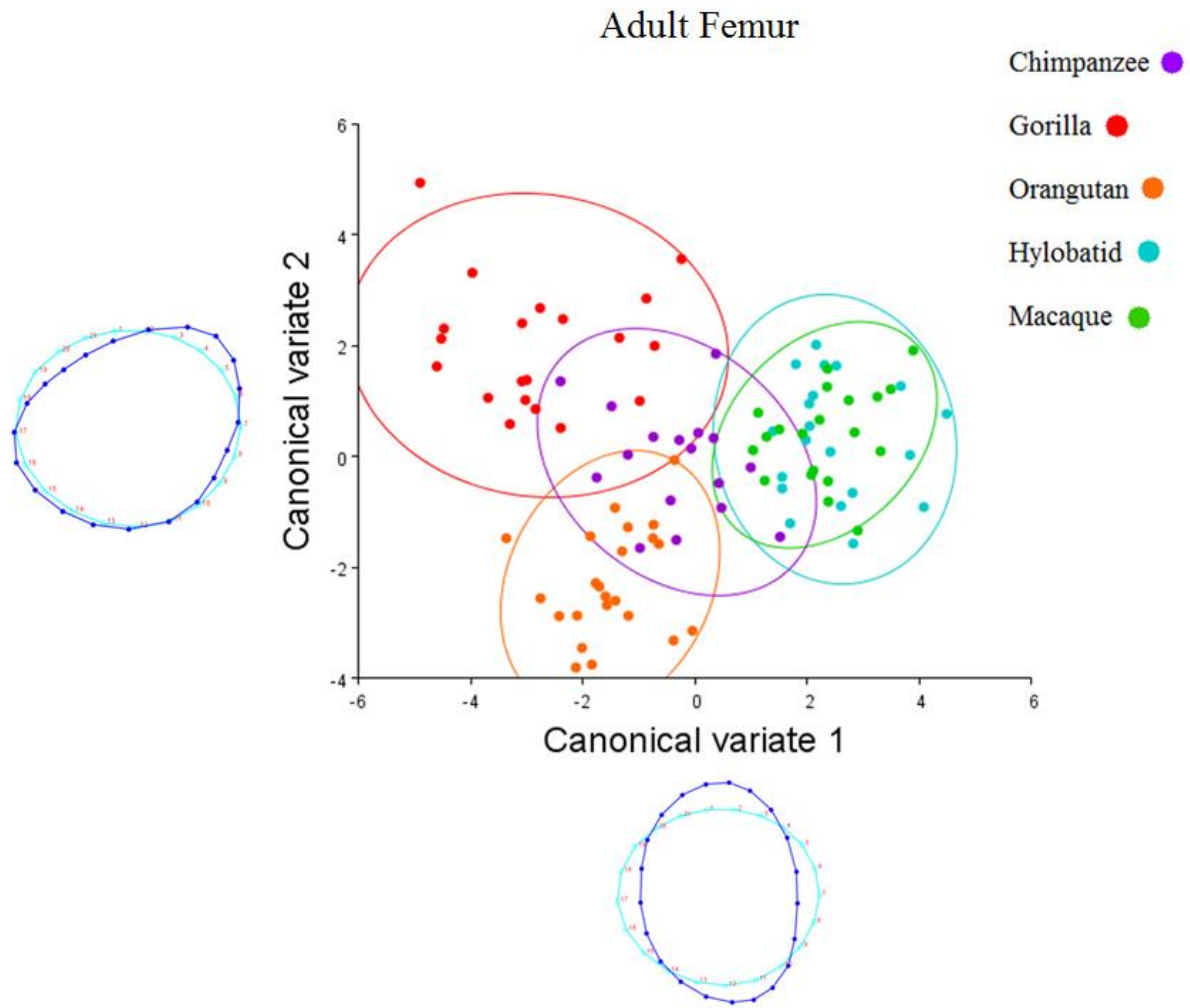 Adult Femur
Chimpanzee
Gorilla
Orangutan
Hylobatid
Macaque
Canonical variate 2
6
4
2
0
-2
-4
-6
-4
-2
0
2
4
6
Canonical variate 1